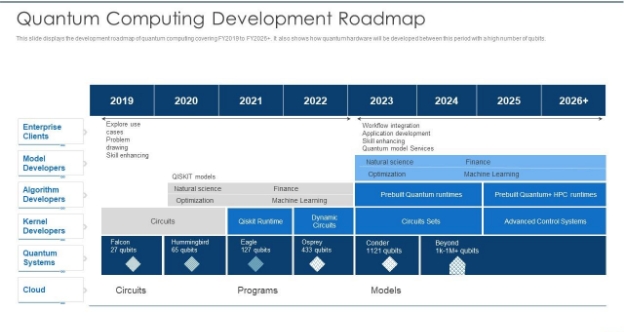 Quantum Computing Development Roadmap
This slide displays the development roadmap of quantum computing covering FY2019 to FY2026+. It also shows how quantum hardware will be developed between this period with a high number of qubits.
2019 2020 2021 2022 2023 2024 2025 2026+
Enterprise
Clients
Explore use
cases
Problem
drawing
Skill enhancing
Workflow integration
Application development
Skill enhancing
Quantum model Services
Model
Developers
Natural science Finance
Optimization Machine Learning
QISKIT models
Algorithm
Developers
Natural science Finance
Optimization Machine Learning
Prebuilt Quantum runtimes
Prebuilt Quantum+ HPC runtimes
Kernel
Developers
Circuits
Qiskit Runtime
Dynamic
Circuits
Circuits Sets
Advanced Control Systems
Quantum
Systems
Falcon
27 qubits
Hummingbird
65 qubits
Eagle
127 qubits
Osprey
433 qubits
Conder
1121 qubits
Beyond
1k-1M+ qubits
Cloud
Circuits
Programs
Models